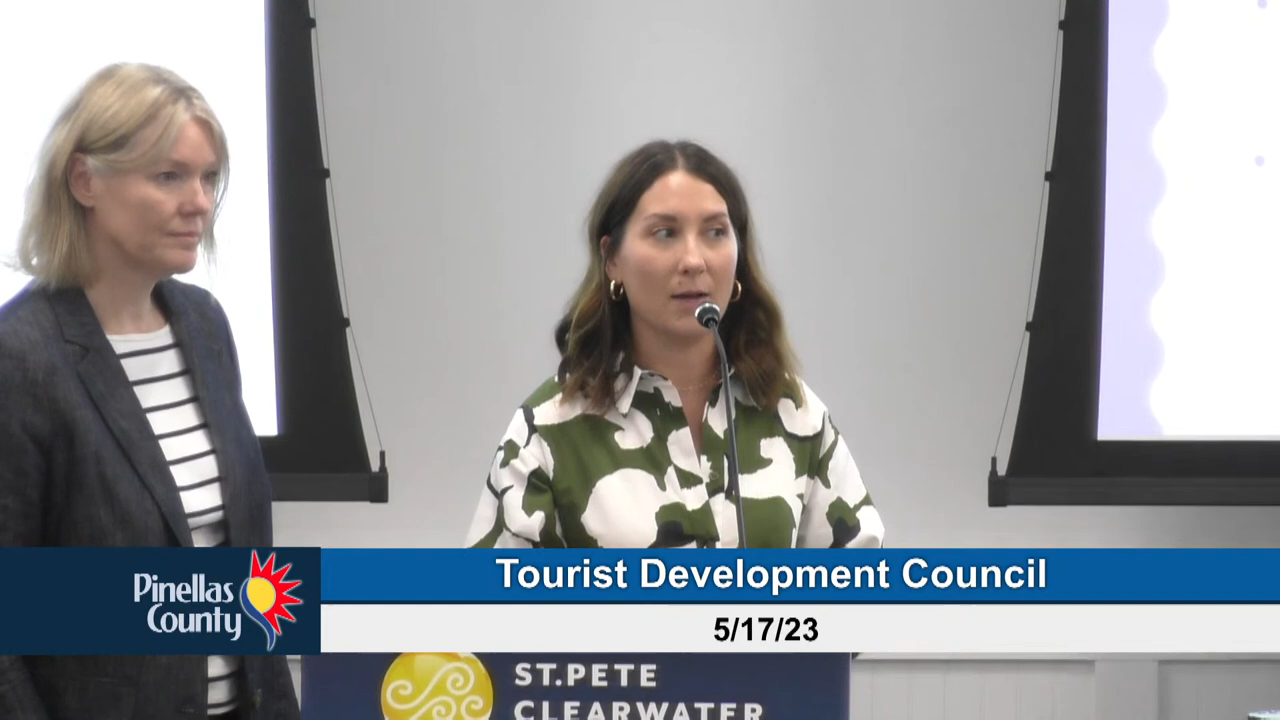 Tourist Development Council
Pinellas
County
5/17/23
ST.PETE
CLEARWATER